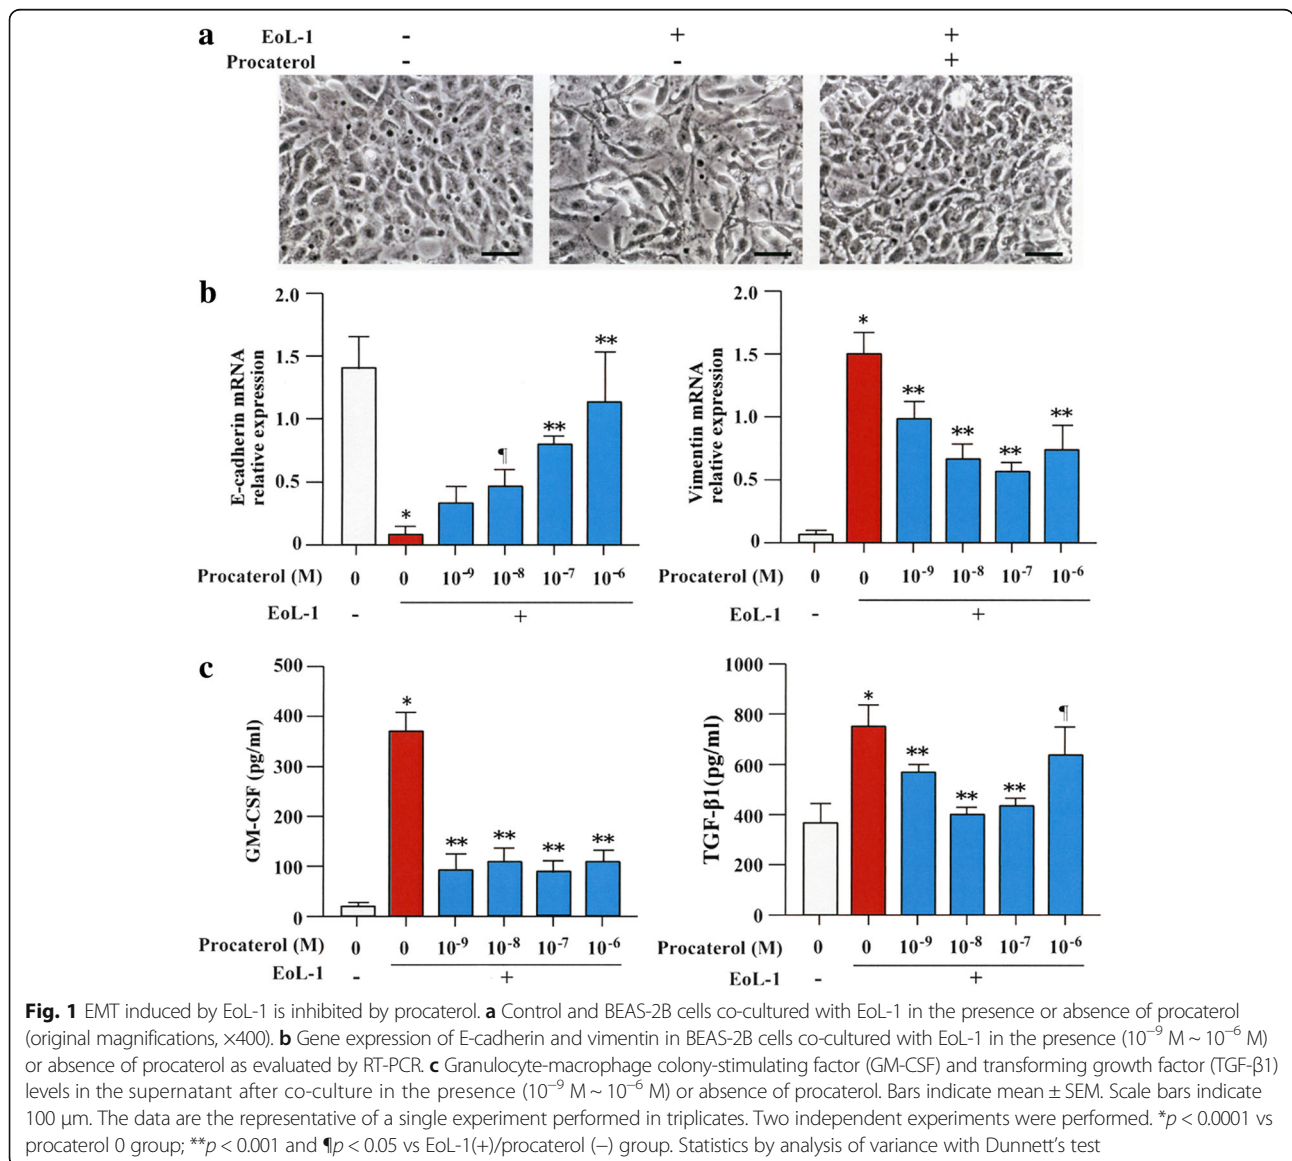 a EoL-1 - + +
Procaterol - - +
b
2.0
1.5
1.0
0.5
0
E-cadherin mRNA
relative expression
*
¶
**
**
Procaterol (M) 0 0 10⁻⁹ 10⁻⁸ 10⁻⁷ 10⁻⁶
EoL-1 - +
2.0
1.5
1.0
0.5
0
Vimentin mRNA
relative expression
*
**
**
**
**
0 0 10⁻⁹ 10⁻⁸ 10⁻⁷ 10⁻⁶
Procaterol (M)
EoL-1 - +
c
500
400
300
200
100
0
GM-CSF (pg/ml)
*
**
**
**
**
Procaterol (M) 0 0 10⁻⁹ 10⁻⁸ 10⁻⁷ 10⁻⁶
EoL-1 - +
1000
800
600
400
200
0
TGF-β1(pg/ml)
*
**
**
**
¶
Procaterol (M) 0 0 10⁻⁹ 10⁻⁸ 10⁻⁷ 10⁻⁶
EoL-1 - +
Fig. 1 EMT induced by EoL-1 is inhibited by procaterol. a Control and BEAS-2B cells co-cultured with EoL-1 in the presence or absence of procaterol
(original magnifications, ×400). b Gene expression of E-cadherin and vimentin in BEAS-2B cells co-cultured with EoL-1 in the presence (10⁻⁹ M ~ 10⁻⁶ M)
or absence of procaterol as evaluated by RT-PCR. c Granulocyte-macrophage colony-stimulating factor (GM-CSF) and transforming growth factor (TGF-β1)
levels in the supernatant after co-culture in the presence (10⁻⁹ M ~ 10⁻⁶ M) or absence of procaterol. Bars indicate mean ± SEM. Scale bars indicate
100 μm. The data are the representative of a single experiment performed in triplicates. Two independent experiments were performed. *p < 0.0001 vs
procaterol 0 group; **p < 0.001 and ¶p < 0.05 vs EoL-1(+)/procaterol (−) group. Statistics by analysis of variance with Dunnett’s test